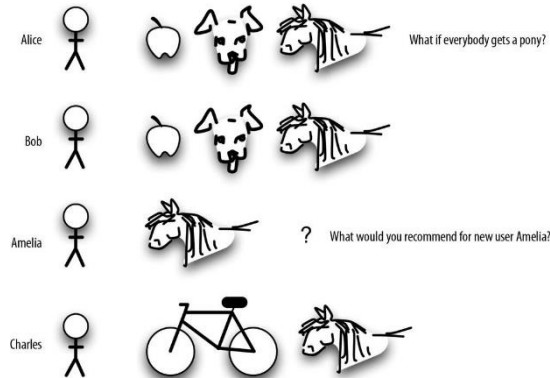 Alice
What if everybody gets a pony?
Bob
Amelia
? What would you recommend for new user Amelia?
Charles